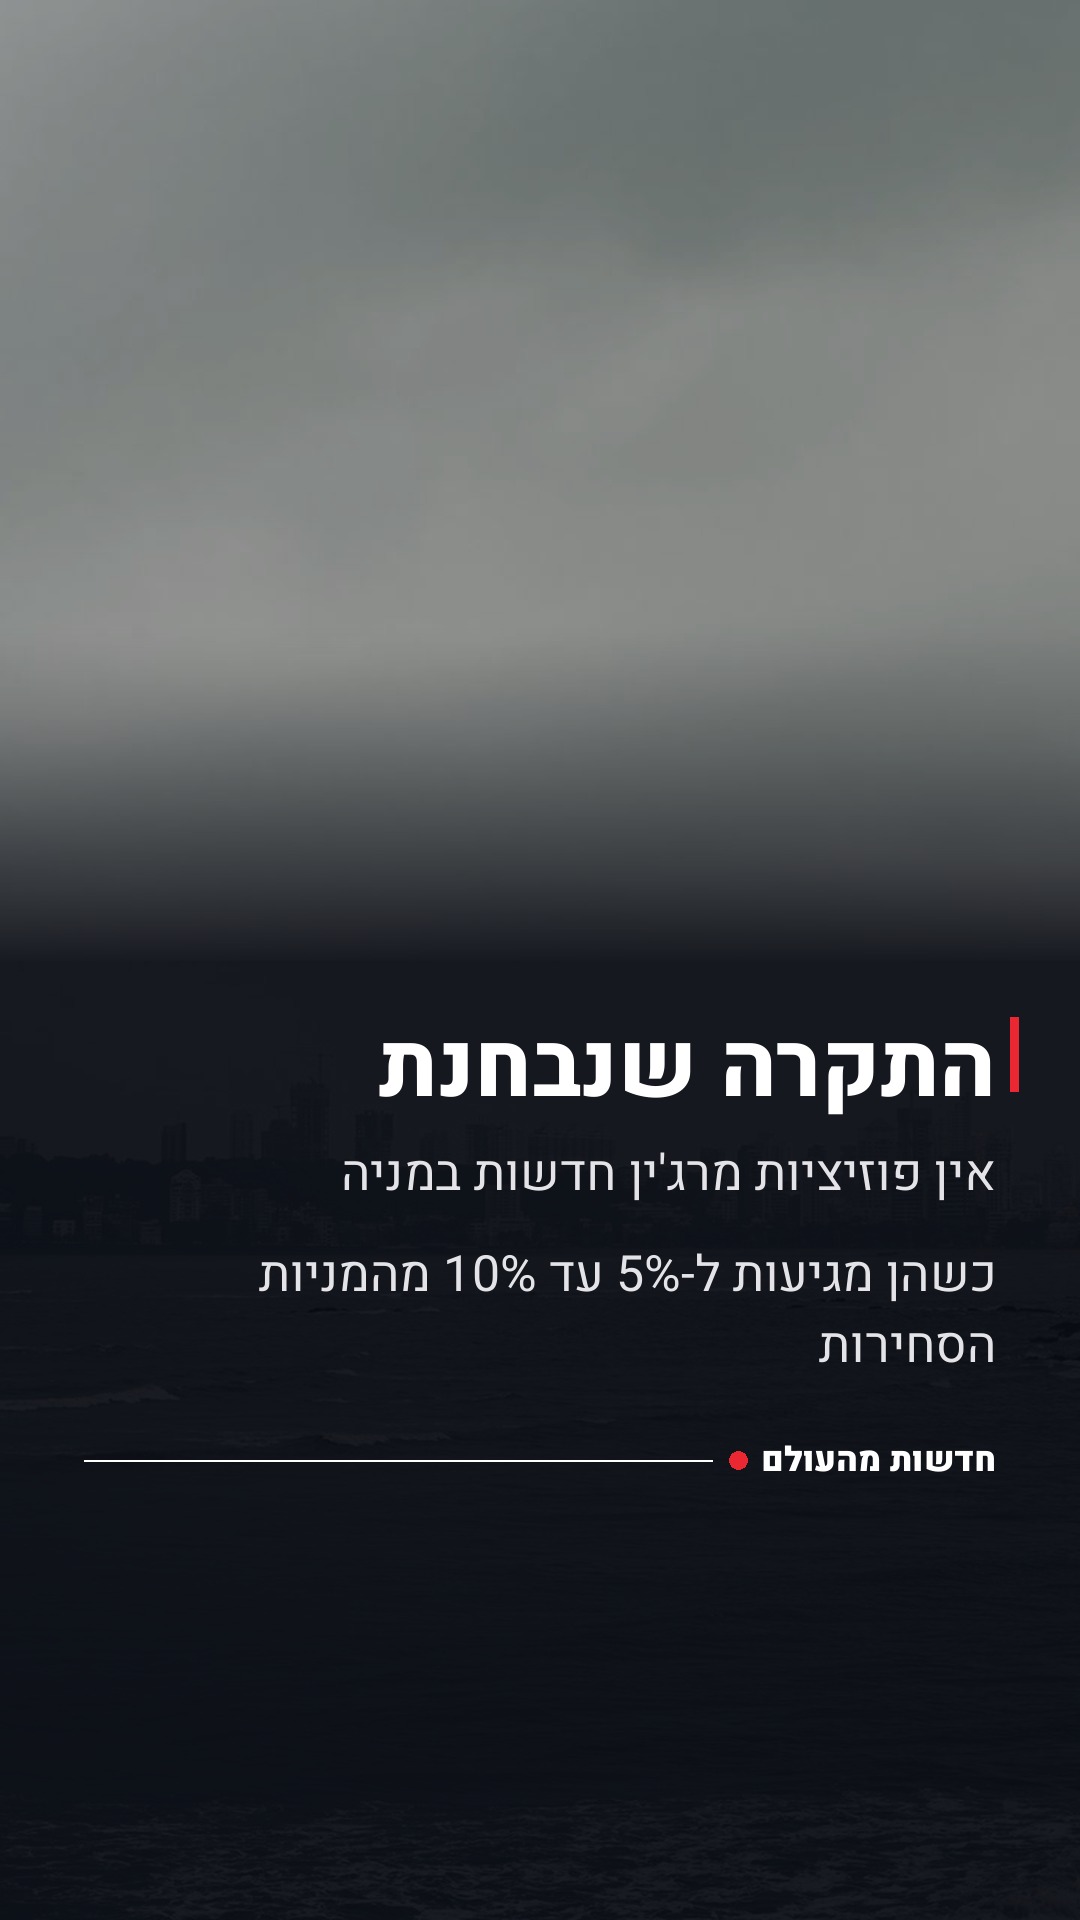 התקרה שנבחנת
אין פוזיציות מרג'ין חדשות במניה
כשהן מגיעות ל-5% עד 10% מהמניות
הסחירות
חדשות מהעולם